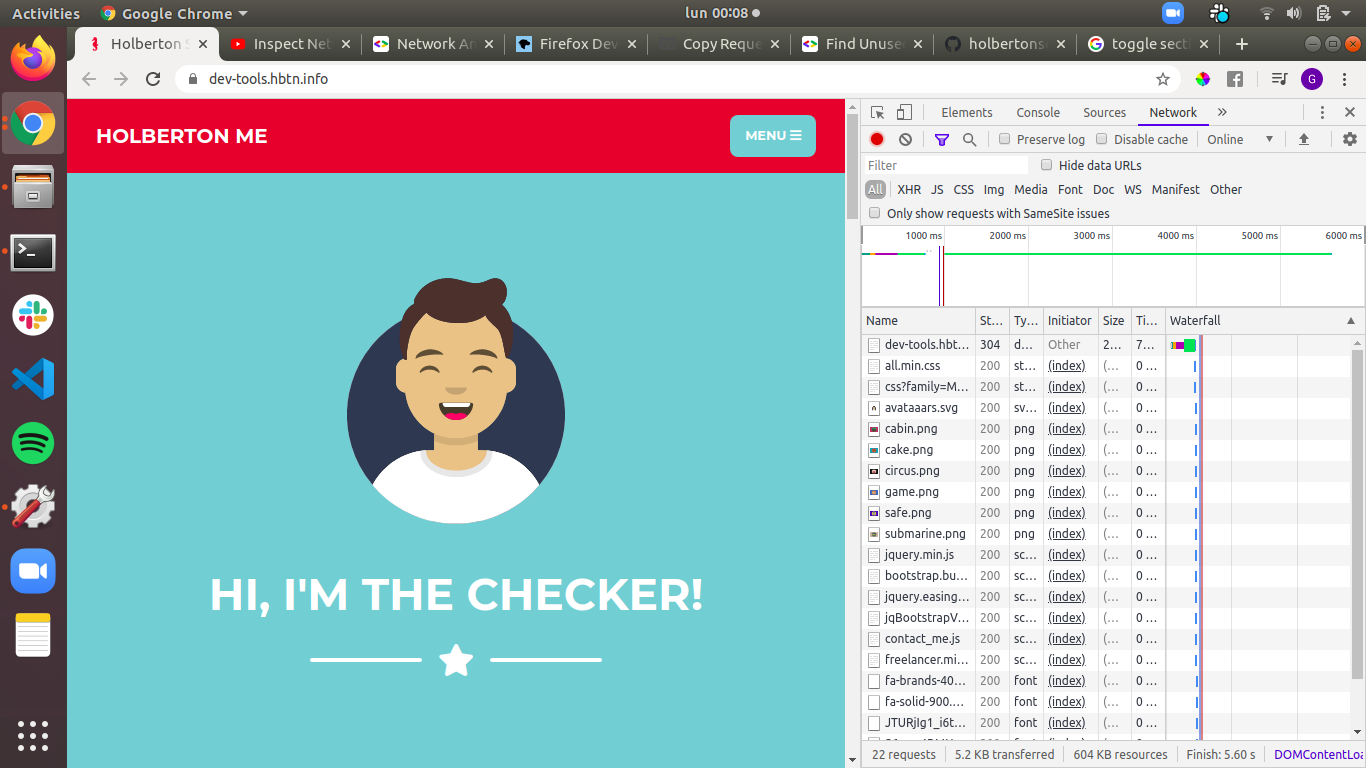 Activities Google Chrome lun 00:08
Holberton S Inspect Net Network An Firefox Dev Copy Reque Find Unuse holbertons toggle secti
dev-tools.hbtn.info G
HOLBERTON ME
MENU
HI, I'M THE CHECKER!
Elements Console Sources Network
Preserve log Disable cache Online
Filter Hide data URLs
All XHR JS CSS Img Media Font Doc WS Manifest Other
Only show requests with SameSite issues
1000 ms 2000 ms 3000 ms 4000 ms 5000 ms 6000 ms
Name St... Ty... Initiator Size Ti... Waterfall
dev-tools.hbt... 304 d... Other 2... 7...
all.min.css 200 st... (index) (... 0 ...
css?family=M... 200 st... (index) (... 0 ...
avataaars.svg 200 sv... (index) (... 0 ...
cabin.png 200 png (index) (... 0 ...
cake.png 200 png (index) (... 0 ...
circus.png 200 png (index) (... 0 ...
game.png 200 png (index) (... 0 ...
safe.png 200 png (index) (... 0 ...
submarine.png 200 png (index) (... 0 ...
jquery.min.js 200 sc... (index) (... 0 ...
bootstrap.bu... 200 sc... (index) (... 0 ...
jquery.easing... 200 sc... (index) (... 0 ...
jqBootstrapV... 200 sc... (index) (... 0 ...
contact_me.js 200 sc... (index) (... 0 ...
freelancer.mi... 200 sc... (index) (... 0 ...
fa-brands-40... 200 font (index) (... 0 ...
fa-solid-900.... 200 font (index) (... 0 ...
JTURjIg1_i6t... 200 font (index) (... 0 ...
22 requests 5.2 KB transferred 604 KB resources Finish: 5.60 s DOMContentLoa